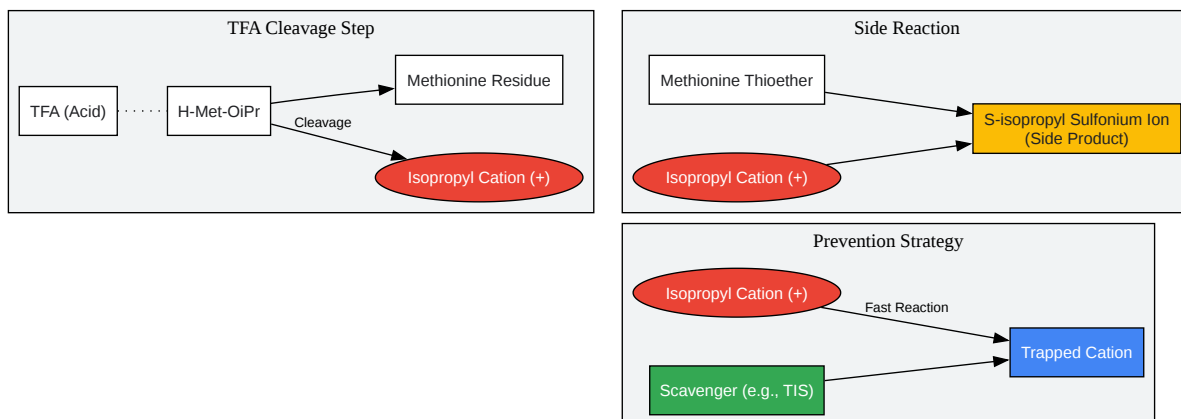 TFA Cleavage Step
TFA (Acid)
H-Met-OiPr
Cleavage
Methionine Residue
Isopropyl Cation (+)
Side Reaction
Methionine Thioether
Isopropyl Cation (+)
S-isopropyl Sulfonium Ion
(Side Product)
Prevention Strategy
Isopropyl Cation (+)
Fast Reaction
Scavenger (e.g., TIS)
Trapped Cation